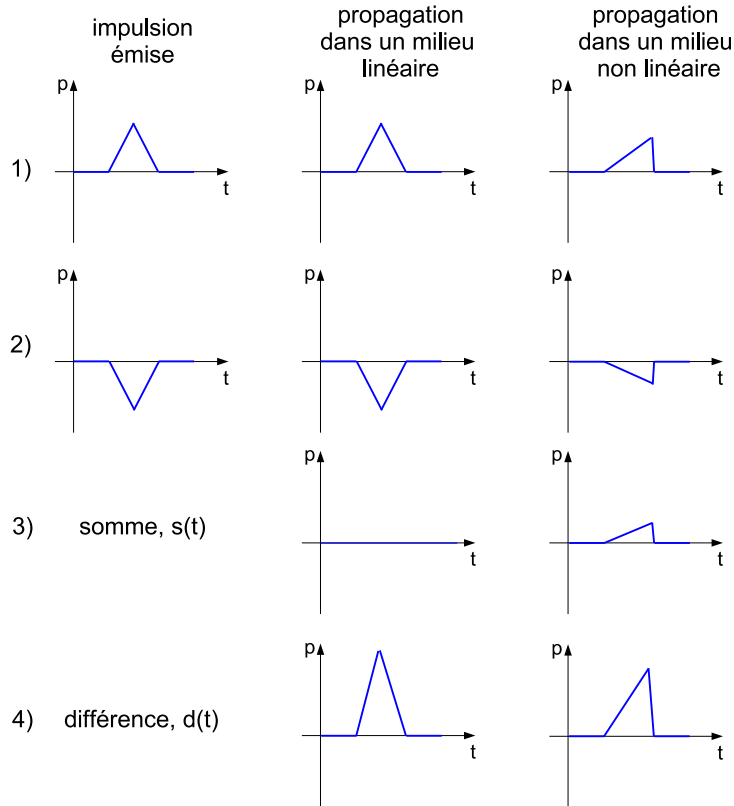 impulsion
émise
propagation
dans un milieu
linéaire
propagation
dans un milieu
non linéaire
1)
p
t
p
t
p
t
2)
p
t
p
t
p
t
3)
somme, s(t)
p
t
p
t
4)
différence, d(t)
p
t
p
t